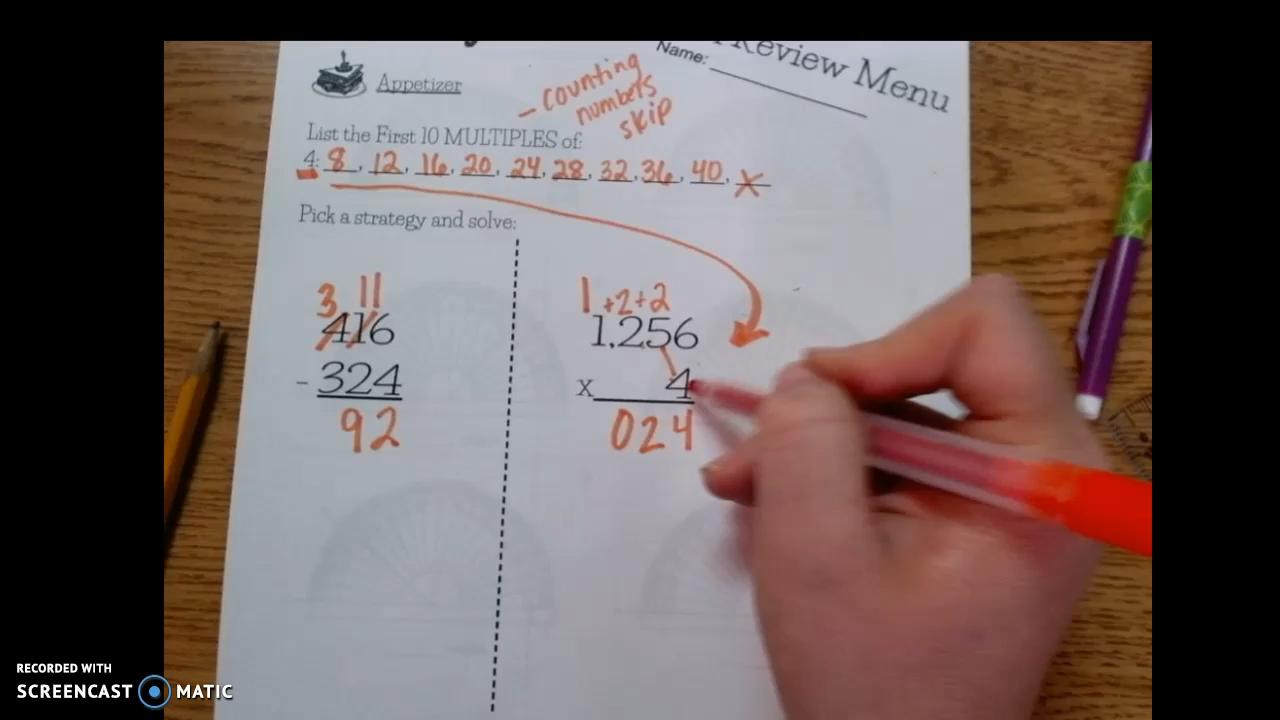 Review Menu
Name:
Appetizer
– counting
numbers
skip
List the First 10 MULTIPLES of:
4: 8, 12, 16, 20, 24, 28, 32, 36, 40, X
Pick a strategy and solve:
3 11
416
- 324
92
1 +2+2
1,256
x 4
024
RECORDED WITH
SCREENCAST MATIC